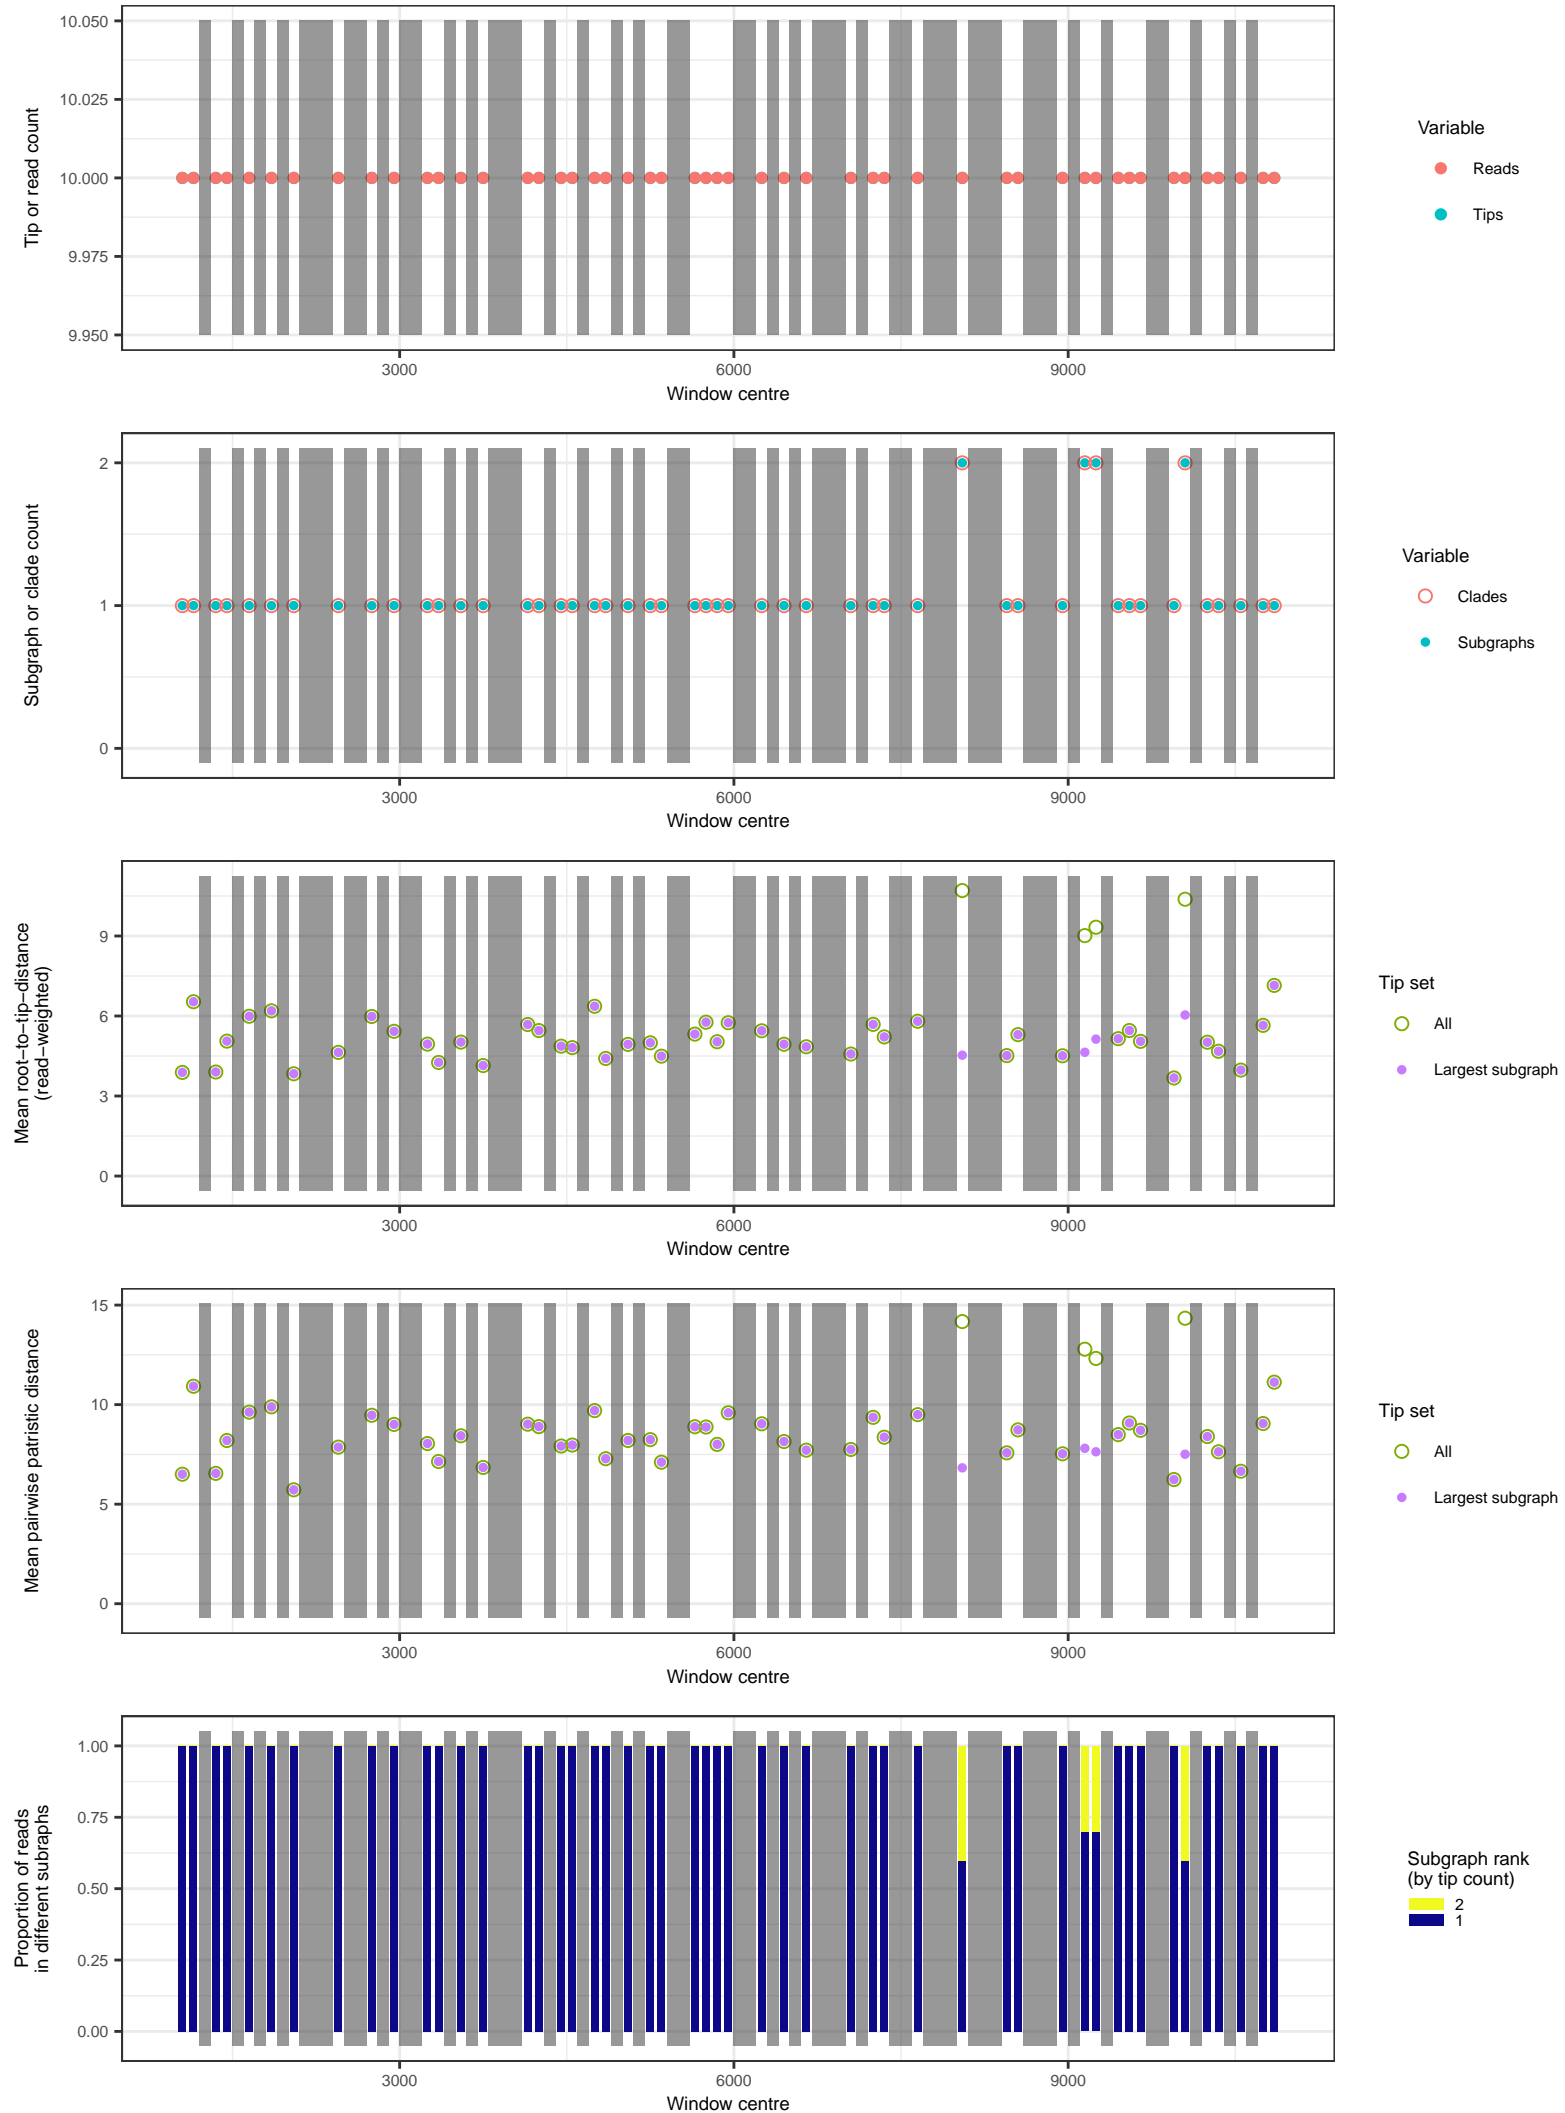 10.050
10.025
10.000
9.975
9.950
Tip or read count
3000
6000
9000
Window centre
Variable
Reads
Tips
2
1
0
Subgraph or clade count
3000
6000
9000
Window centre
Variable
Clades
Subgraphs
9
6
3
0
Mean root−to−tip−distance
(read−weighted)
3000
6000
9000
Window centre
Tip set
All
Largest subgraph
15
10
5
0
Mean pairwise patristic distance
3000
6000
9000
Window centre
Tip set
All
Largest subgraph
1.00
0.75
0.50
0.25
0.00
Proportion of reads
in different subraphs
3000
6000
9000
Window centre
Subgraph rank
(by tip count)
2
1